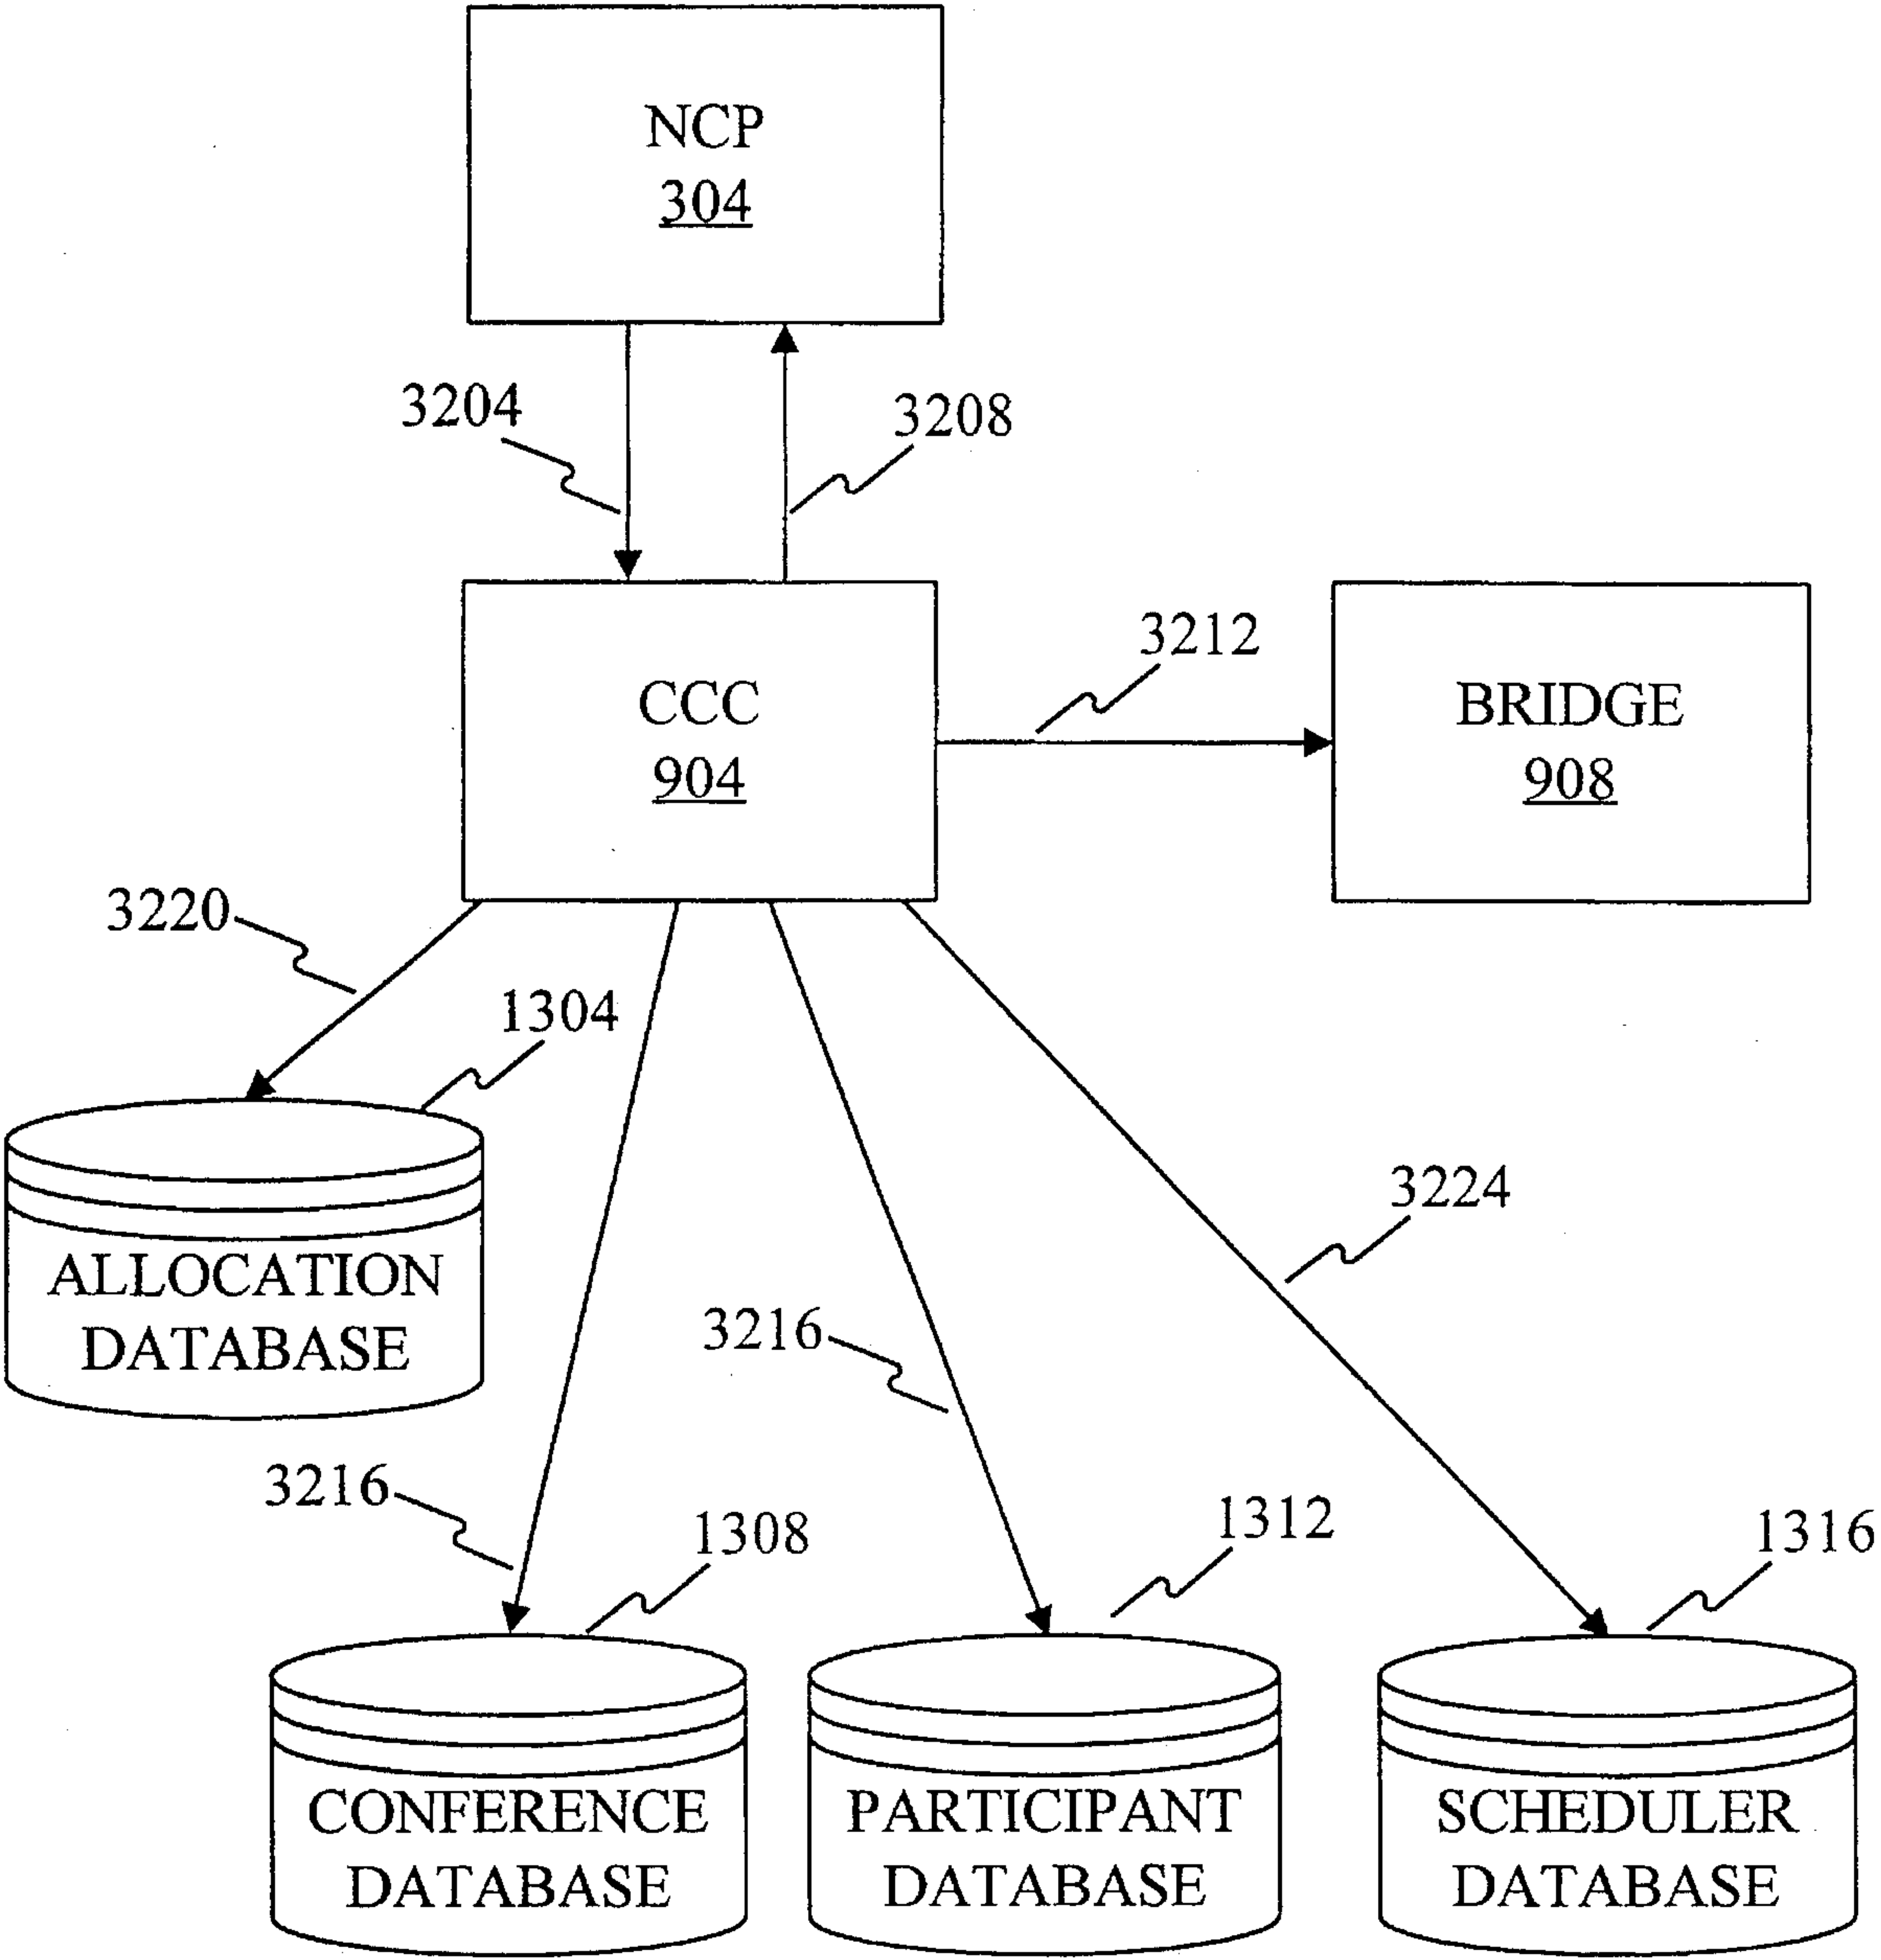 NCP
304
3204
3208
3212
CCC
904
BRIDGE
908
3220
1304
ALLOCATION
DATABASE
3224
3216
3216
1308
1312
1316
CONFERENCE
DATABASE
PARTICIPANT
DATABASE
SCHEDULER
DATABASE